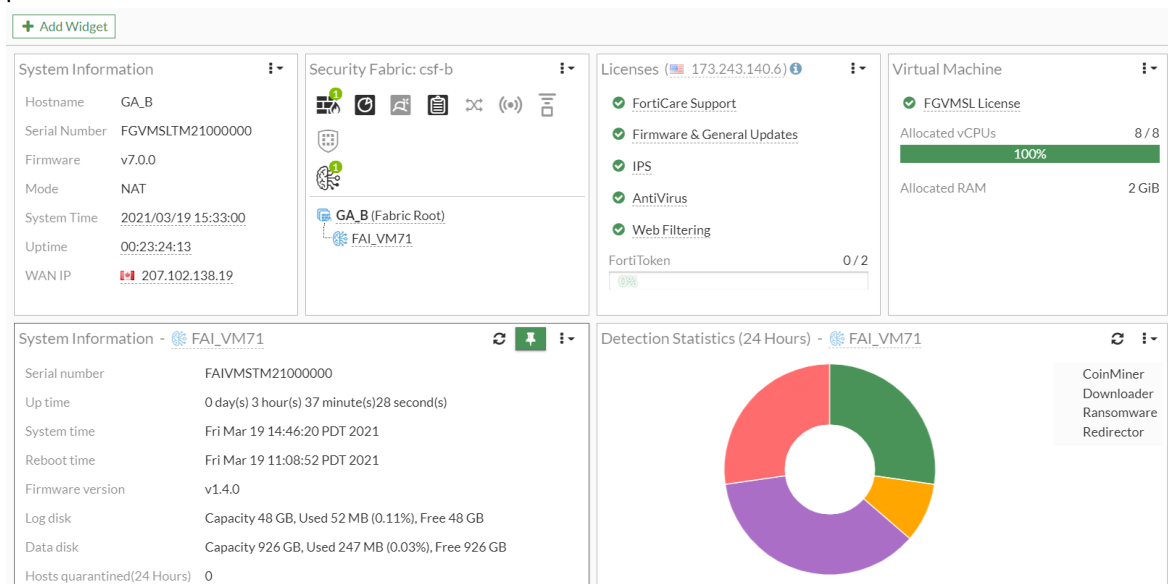 + Add Widget
System Information
Hostname GA_B
Serial Number FGVMSLTM21000000
Firmware v7.0.0
Mode NAT
System Time 2021/03/19 15:33:00
Uptime 00:23:24:13
WAN IP 207.102.138.19
Security Fabric: csf-b
1
1
GA_B (Fabric Root)
FAI_VM71
Licenses (173.243.140.6)
FortiCare Support
Firmware & General Updates
IPS
AntiVirus
Web Filtering
FortiToken 0 / 2
0%
Virtual Machine
FGVMSL License
Allocated vCPUs 8 / 8
100%
Allocated RAM 2 GiB
System Information - FAI_VM71
Serial number FAIVMSTM21000000
Up time 0 day(s) 3 hour(s) 37 minute(s)28 second(s)
System time Fri Mar 19 14:46:20 PDT 2021
Reboot time Fri Mar 19 11:08:52 PDT 2021
Firmware version v1.4.0
Log disk Capacity 48 GB, Used 52 MB (0.11%), Free 48 GB
Data disk Capacity 926 GB, Used 247 MB (0.03%), Free 926 GB
Hosts quarantined(24 Hours) 0
Detection Statistics (24 Hours) - FAI_VM71
CoinMiner
Downloader
Ransomware
Redirector